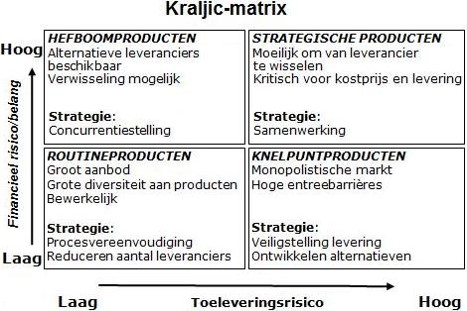 Kraljic-matrix
Hoog
Financieel risico/belang
Laag
HEFBOOMPRODUCTEN
Alternatieve leveranciers
beschikbaar
Verwisseling mogelijk
Strategie:
Concurrentiestelling
STRATEGISCHE PRODUCTEN
Moeilijk om van leverancier
te wisselen
Kritisch voor kostprijs en levering
Strategie:
Samenwerking
ROUTINEPRODUCTEN
Groot aanbod
Grote diversiteit aan producten
Bewerkelijk
Strategie:
Procesvereenvoudiging
Reduceren aantal leveranciers
KNELPUNTPRODUCTEN
Monopolistische markt
Hoge entreebarrières
Strategie:
Veiligstelling levering
Ontwikkelen alternatieven
Laag
Toeleveringsrisico
Hoog